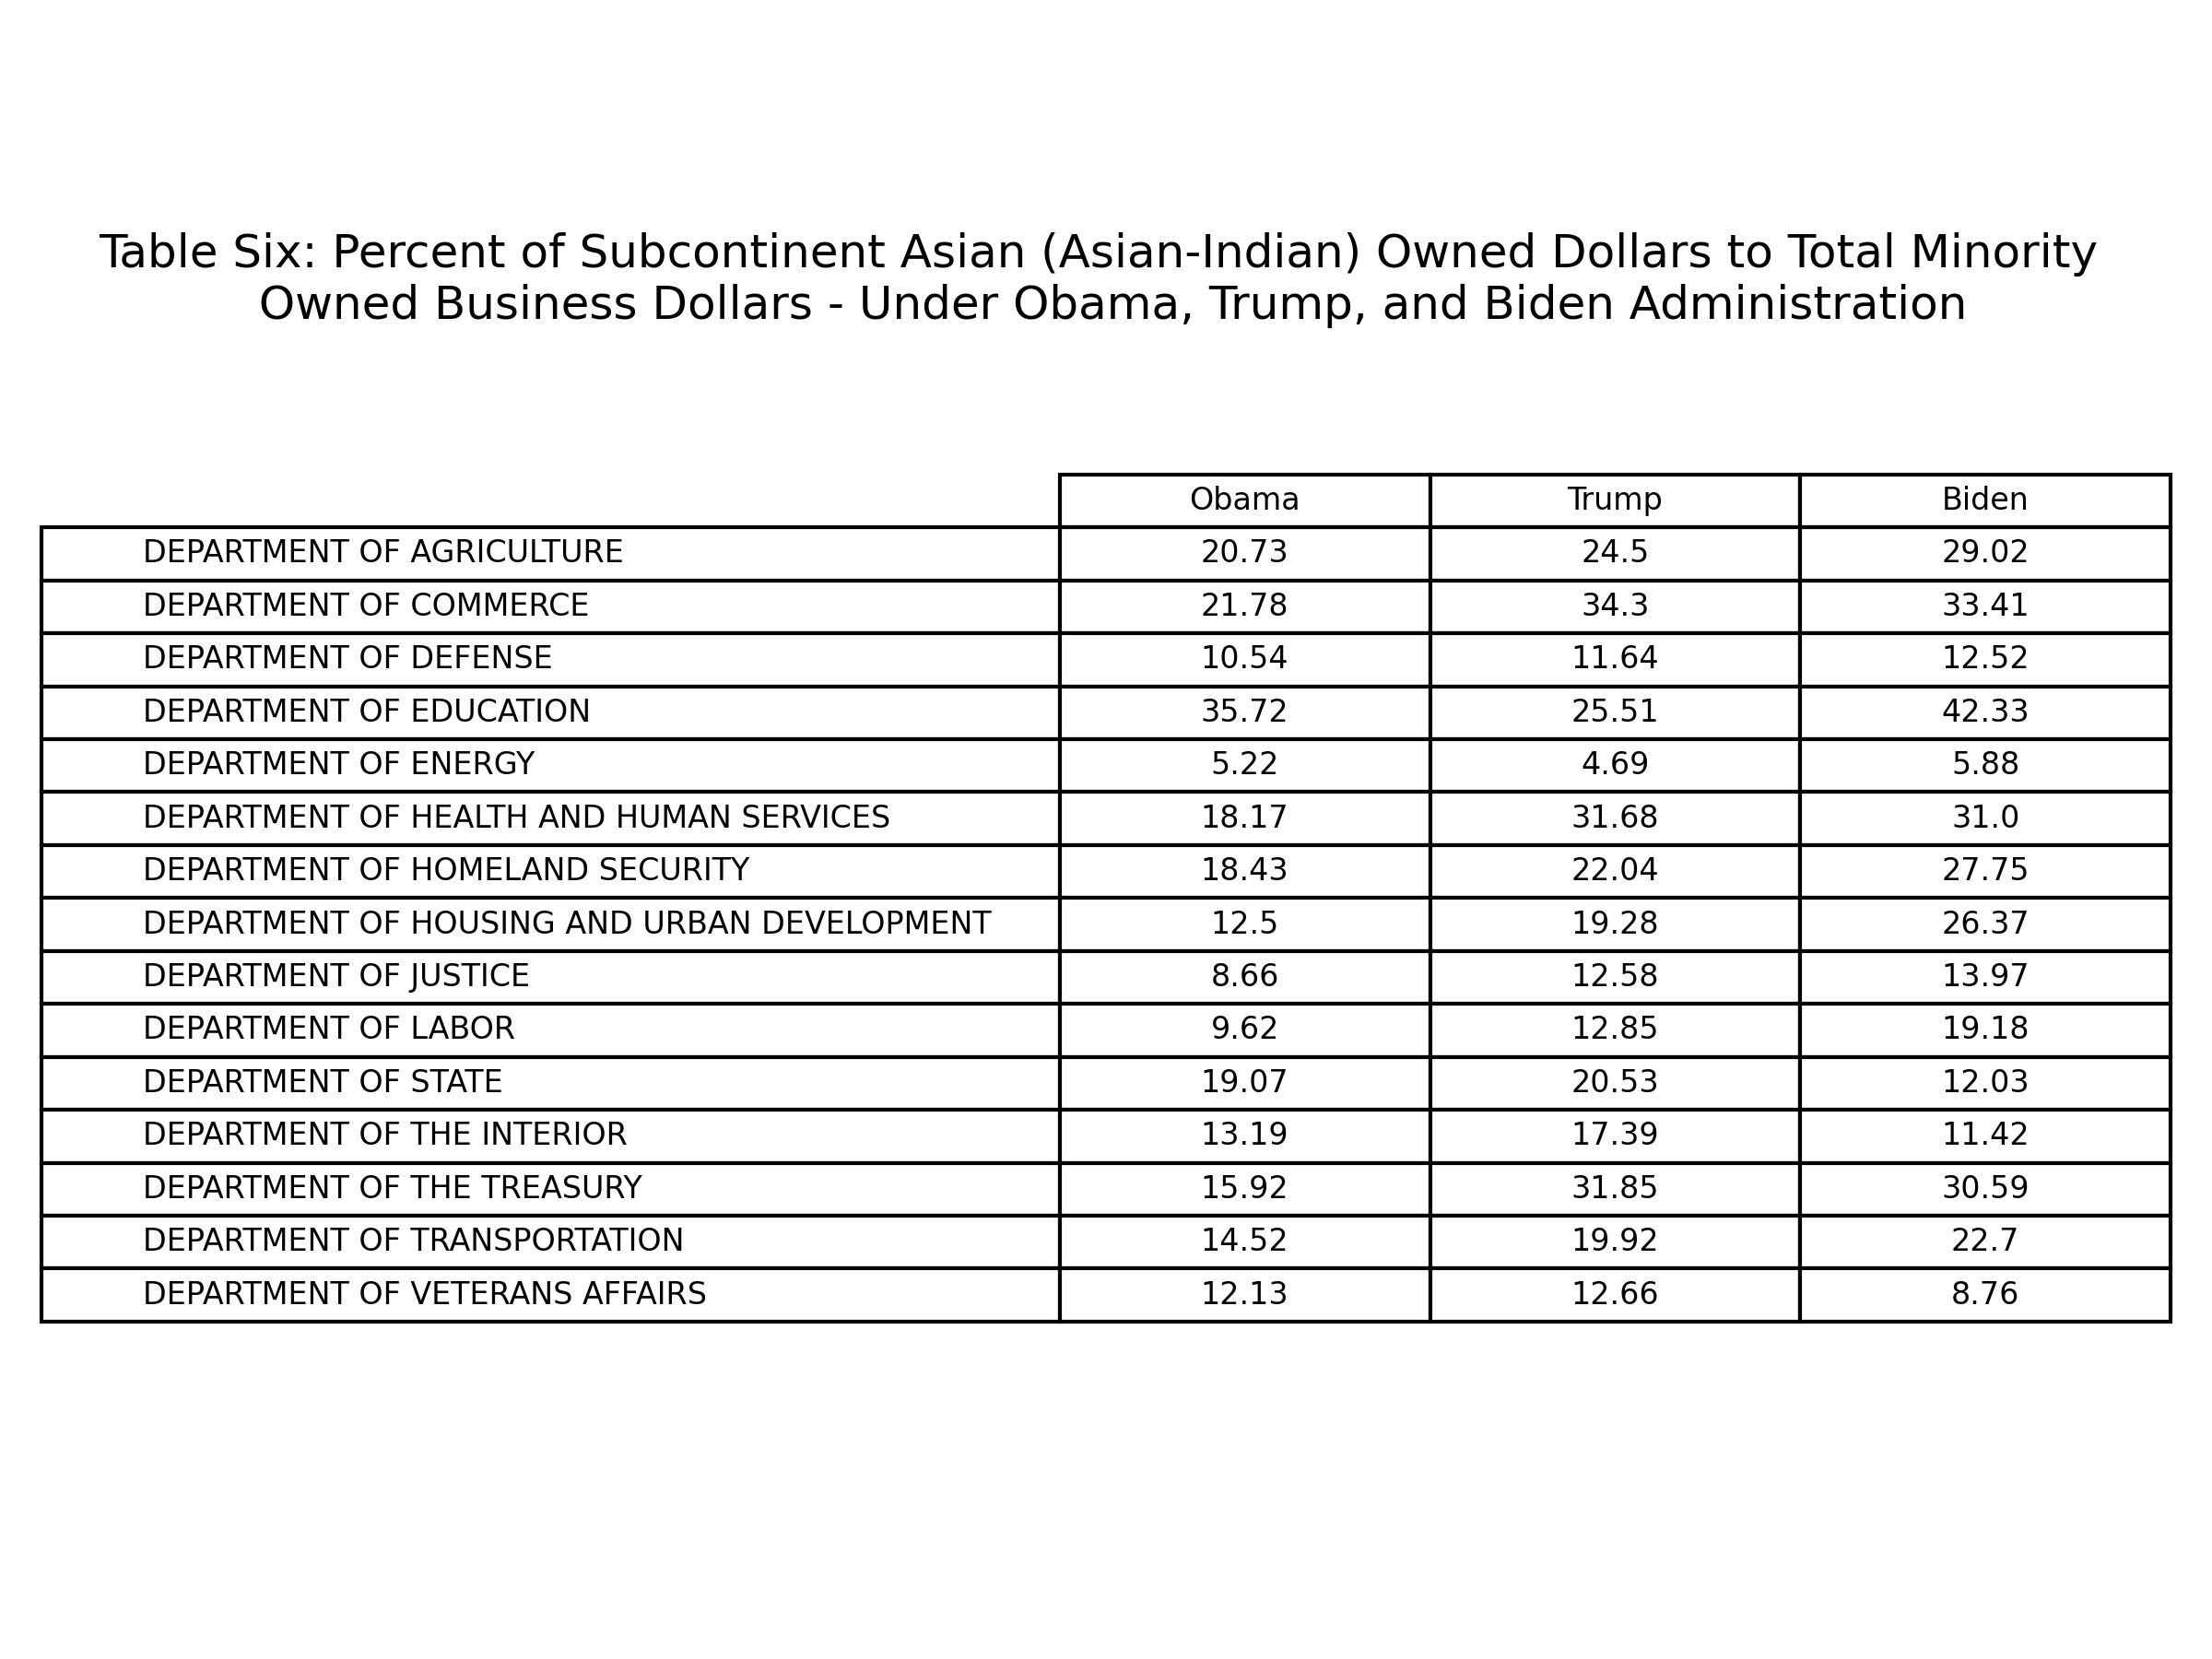 Table Six: Percent of Subcontinent Asian (Asian-Indian) Owned Dollars to Total Minority
Owned Business Dollars - Under Obama, Trump, and Biden Administration
Obama Trump Biden
DEPARTMENT OF AGRICULTURE 20.73 24.5 29.02
DEPARTMENT OF COMMERCE 21.78 34.3 33.41
DEPARTMENT OF DEFENSE 10.54 11.64 12.52
DEPARTMENT OF EDUCATION 35.72 25.51 42.33
DEPARTMENT OF ENERGY 5.22 4.69 5.88
DEPARTMENT OF HEALTH AND HUMAN SERVICES 18.17 31.68 31.0
DEPARTMENT OF HOMELAND SECURITY 18.43 22.04 27.75
DEPARTMENT OF HOUSING AND URBAN DEVELOPMENT 12.5 19.28 26.37
DEPARTMENT OF JUSTICE 8.66 12.58 13.97
DEPARTMENT OF LABOR 9.62 12.85 19.18
DEPARTMENT OF STATE 19.07 20.53 12.03
DEPARTMENT OF THE INTERIOR 13.19 17.39 11.42
DEPARTMENT OF THE TREASURY 15.92 31.85 30.59
DEPARTMENT OF TRANSPORTATION 14.52 19.92 22.7
DEPARTMENT OF VETERANS AFFAIRS 12.13 12.66 8.76